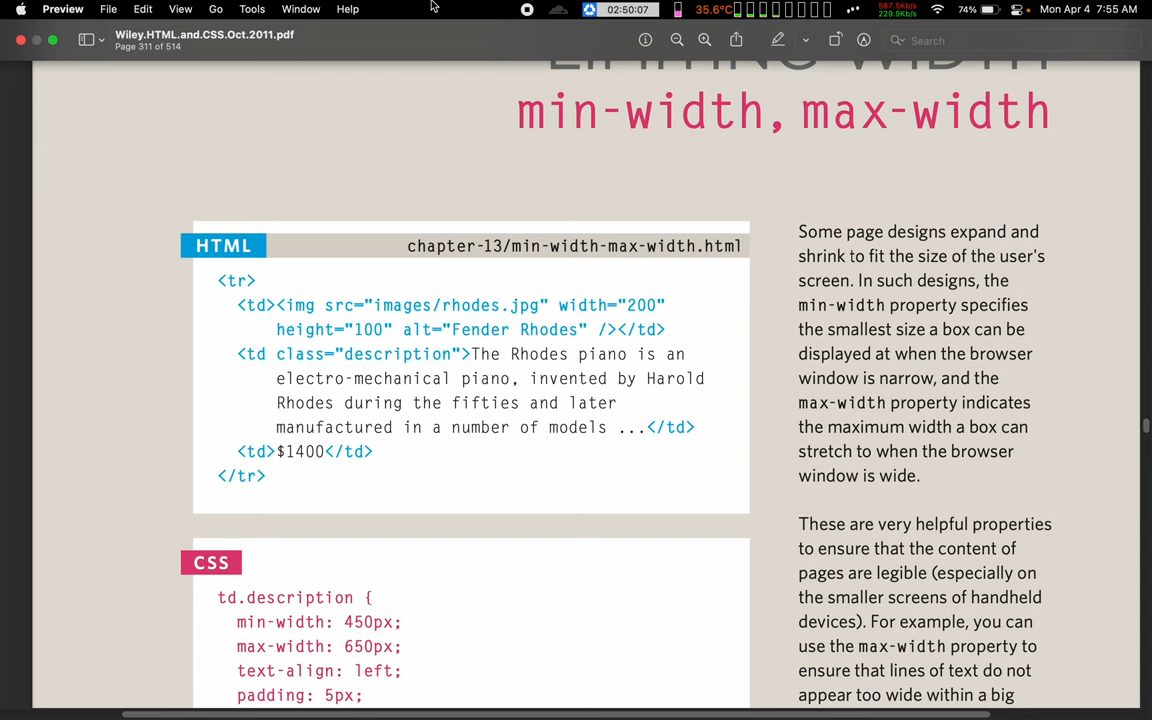 Preview File Edit View Go Tools Window Help 02:50:07 35.6°C 587.5Kb/s 229.9Kb/s 74% Mon Apr 4 7:55 AM
Wiley.HTML.and.CSS.Oct.2011.pdf
Page 311 of 514
Search
LIMITING WIDTH
min-width, max-width
HTML chapter-13/min-width-max-width.html
<tr>
<td><img src="images/rhodes.jpg" width="200"
height="100" alt="Fender Rhodes" /></td>
<td class="description">The Rhodes piano is an
electro-mechanical piano, invented by Harold
Rhodes during the fifties and later
manufactured in a number of models ...</td>
<td>$1400</td>
</tr>
CSS
td.description {
min-width: 450px;
max-width: 650px;
text-align: left;
padding: 5px;
Some page designs expand and
shrink to fit the size of the user's
screen. In such designs, the
min-width property specifies
the smallest size a box can be
displayed at when the browser
window is narrow, and the
max-width property indicates
the maximum width a box can
stretch to when the browser
window is wide.
These are very helpful properties
to ensure that the content of
pages are legible (especially on
the smaller screens of handheld
devices). For example, you can
use the max-width property to
ensure that lines of text do not
appear too wide within a big